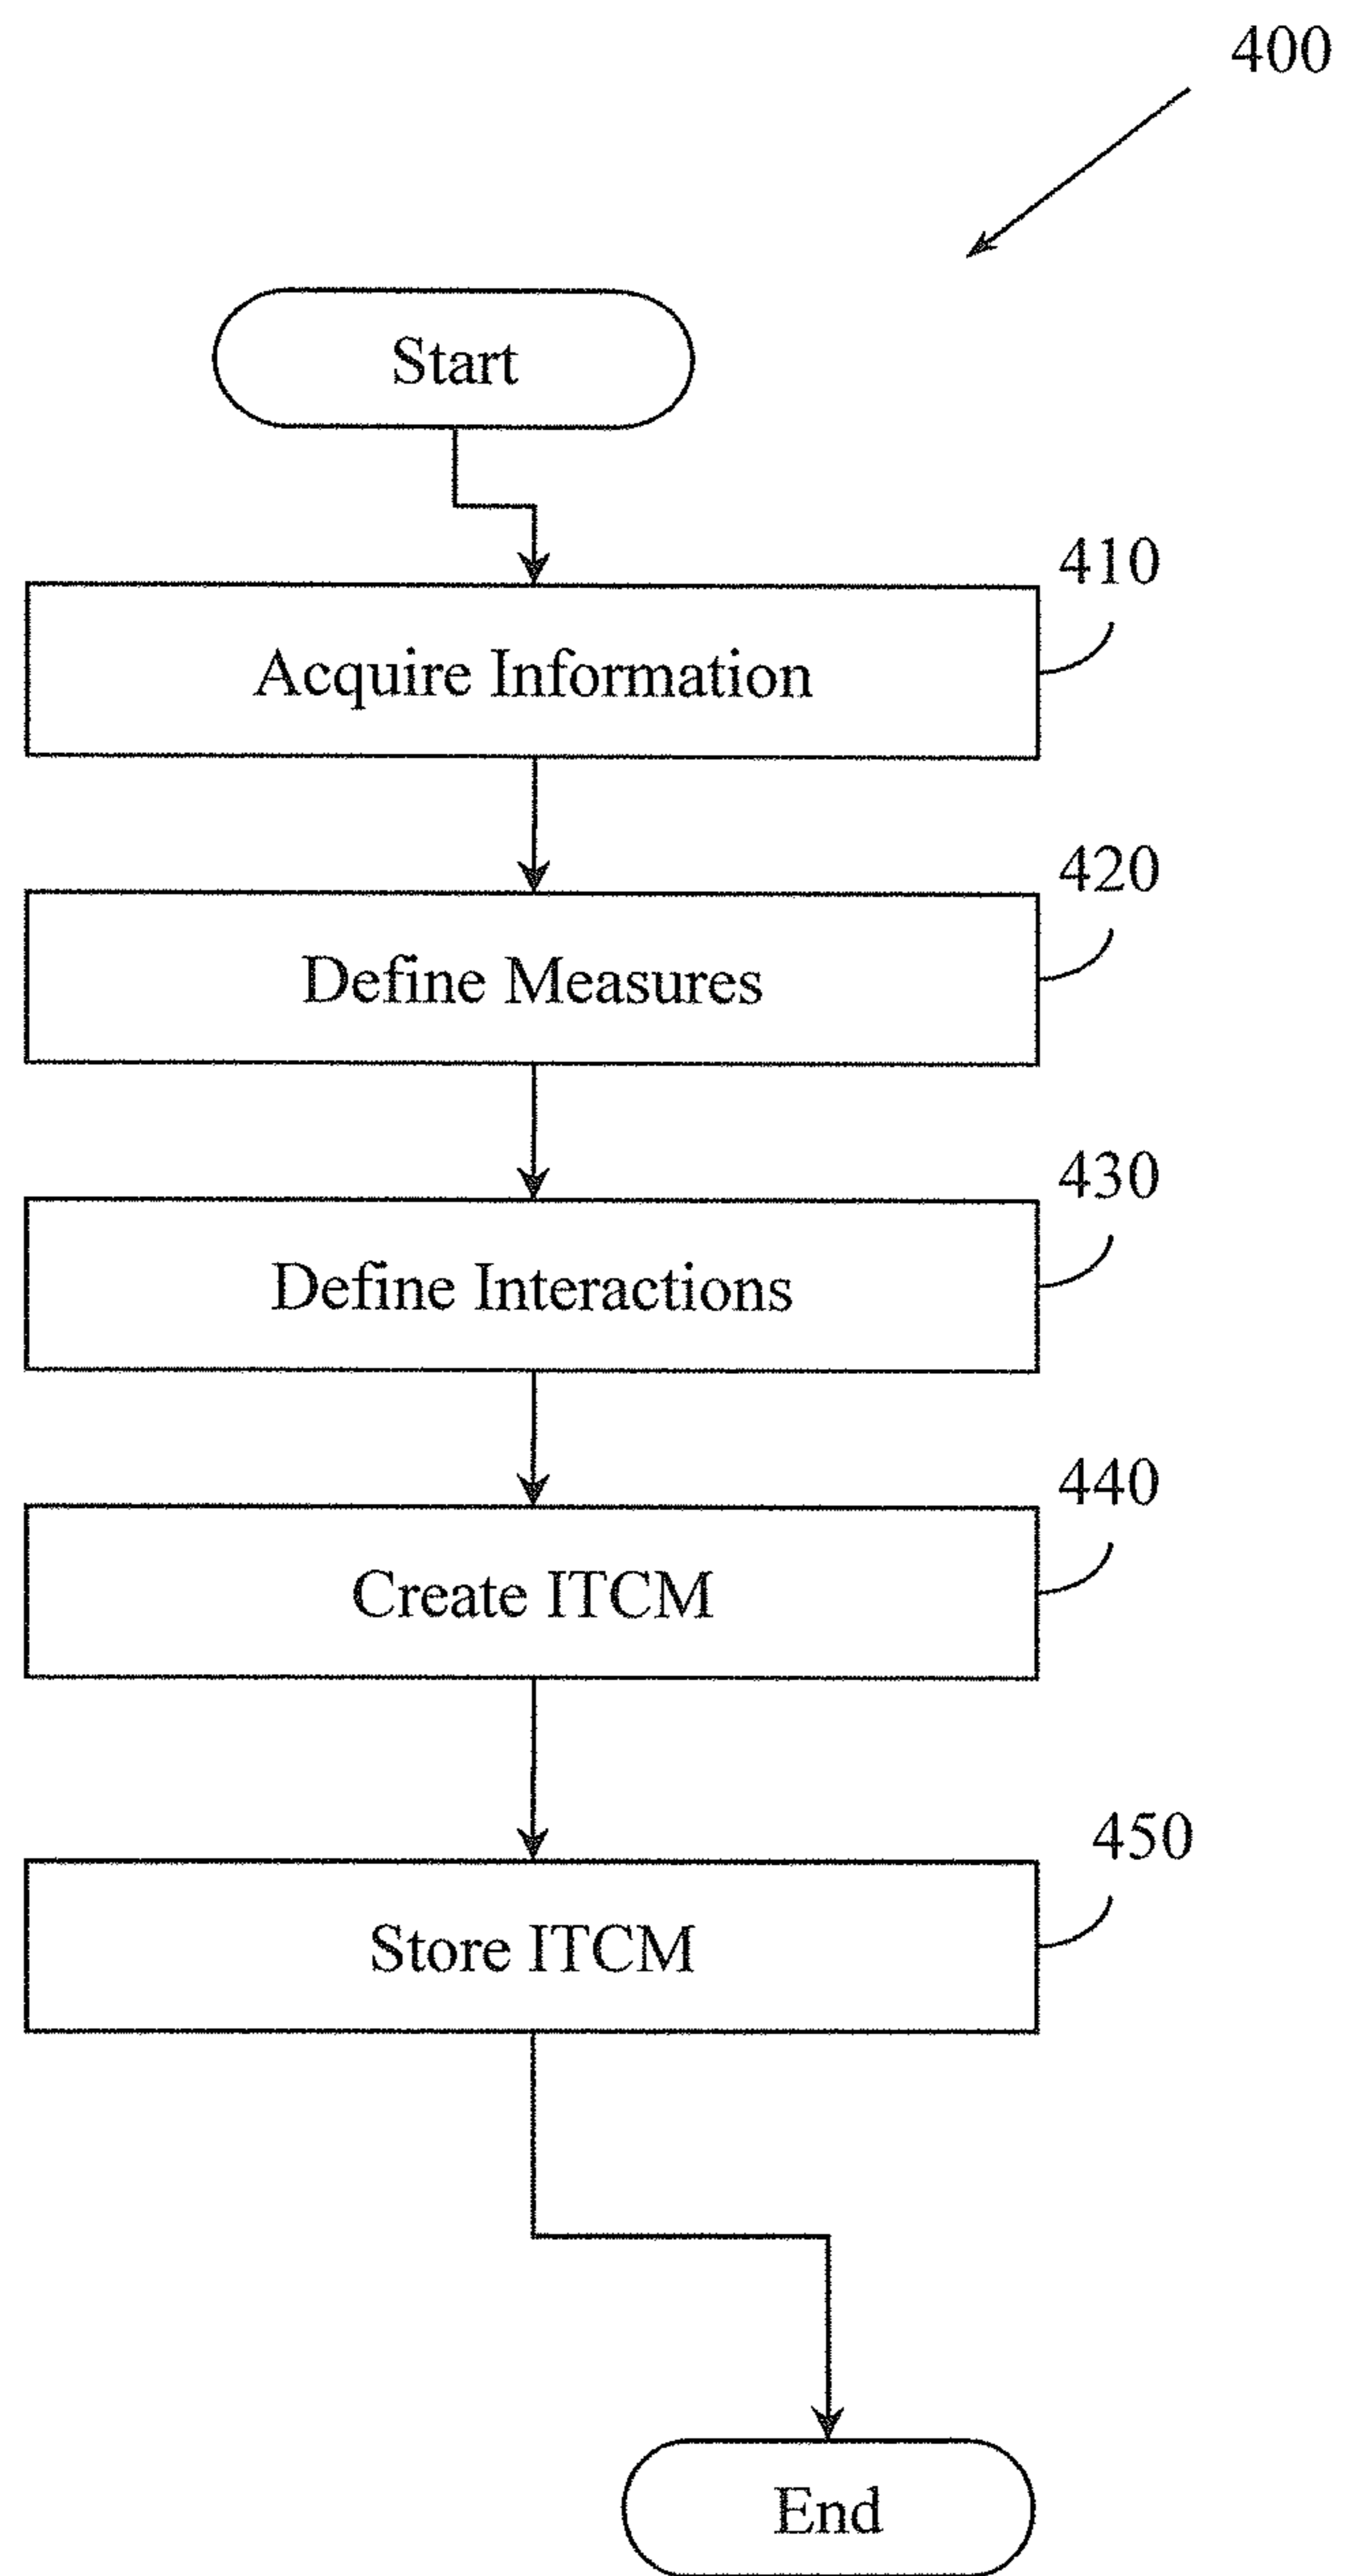 400
Start
410
Acquire Information
420
Define Measures
430
Define Interactions
440
Create ITCM
450
Store ITCM
End